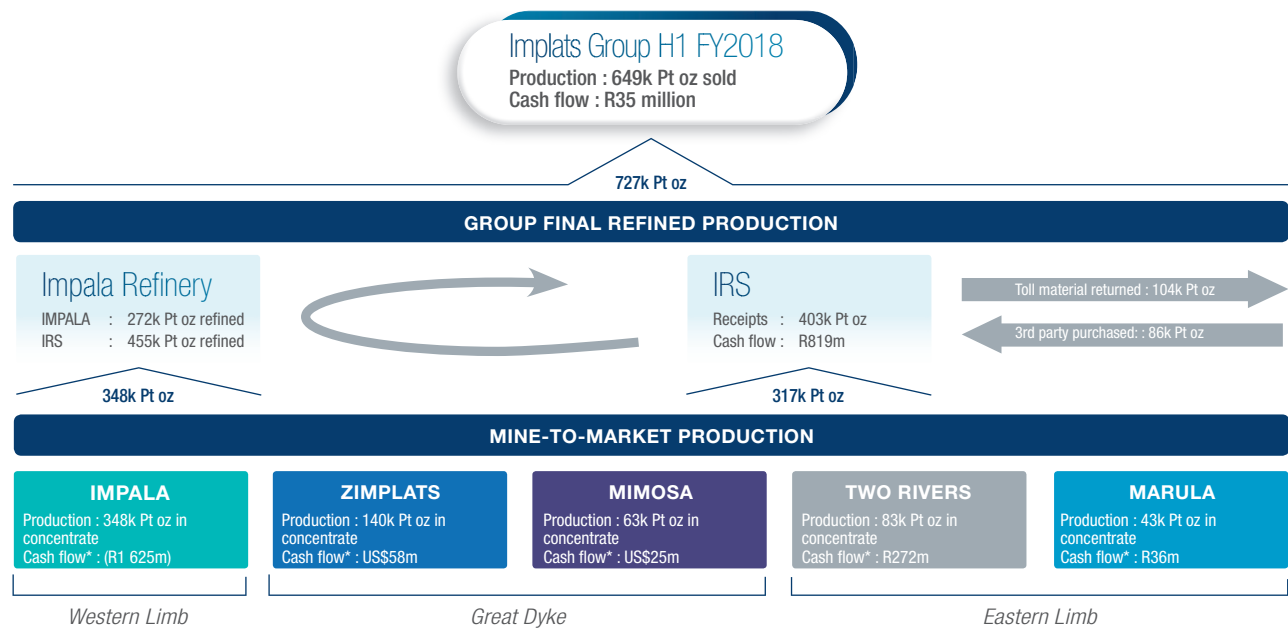 Implats Group H1 FY2018
Production : 649k Pt oz sold
Cash flow : R35 million
727k Pt oz
GROUP FINAL REFINED PRODUCTION
Impala Refinery
IMPALA : 272k Pt oz refined
IRS : 455k Pt oz refined
IRS
Receipts : 403k Pt oz
Cash flow : R819m
Toll material returned : 104k Pt oz
3rd party purchased: : 86k Pt oz
348k Pt oz
317k Pt oz
MINE-TO-MARKET PRODUCTION
IMPALA
Production : 348k Pt oz in
concentrate
Cash flow* : (R1 625m)
ZIMPLATS
Production : 140k Pt oz in
concentrate
Cash flow* : US$58m
MIMOSA
Production : 63k Pt oz in
concentrate
Cash flow* : US$25m
TWO RIVERS
Production : 83k Pt oz in
concentrate
Cash flow* : R272m
MARULA
Production : 43k Pt oz in
concentrate
Cash flow* : R36m
Western Limb
Great Dyke
Eastern Limb